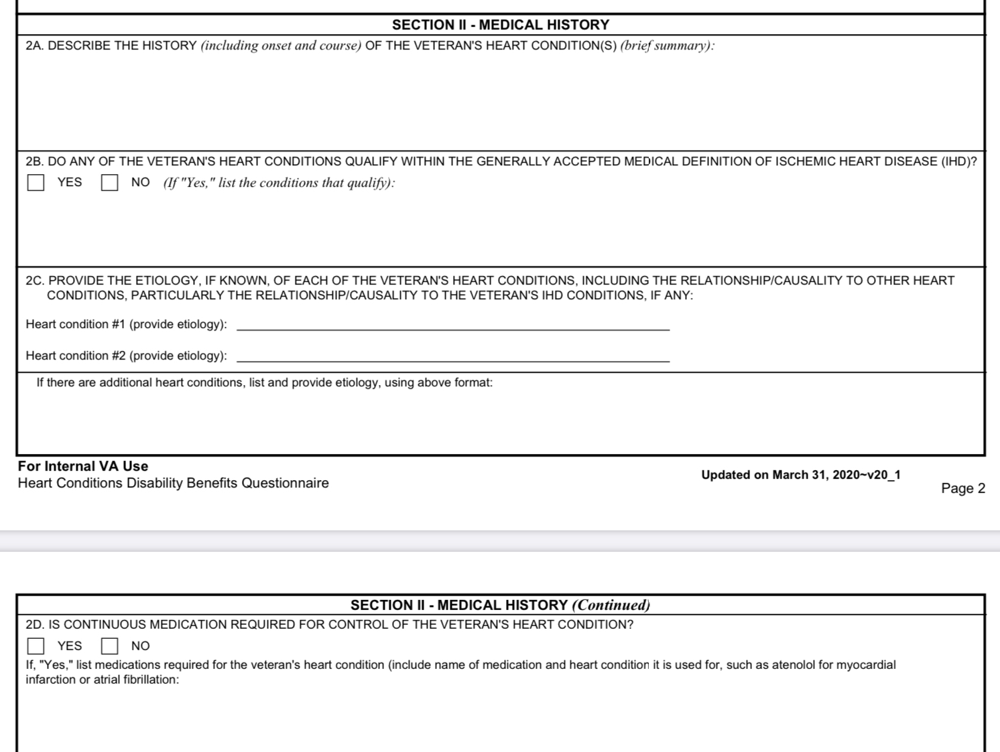 SECTION II - MEDICAL HISTORY
2A. DESCRIBE THE HISTORY (including onset and course) OF THE VETERAN'S HEART CONDITION(S) (brief summary):
2B. DO ANY OF THE VETERAN'S HEART CONDITIONS QUALIFY WITHIN THE GENERALLY ACCEPTED MEDICAL DEFINITION OF ISCHEMIC HEART DISEASE (IHD)?
YES NO (If "Yes," list the conditions that qualify):
2C. PROVIDE THE ETIOLOGY, IF KNOWN, OF EACH OF THE VETERAN'S HEART CONDITIONS, INCLUDING THE RELATIONSHIP/CAUSALITY TO OTHER HEART
CONDITIONS, PARTICULARLY THE RELATIONSHIP/CAUSALITY TO THE VETERAN'S IHD CONDITIONS, IF ANY:
Heart condition #1 (provide etiology):
Heart condition #2 (provide etiology):
If there are additional heart conditions, list and provide etiology, using above format:
For Internal VA Use
Heart Conditions Disability Benefits Questionnaire
Updated on March 31, 2020~v20_1
Page 2
SECTION II - MEDICAL HISTORY (Continued)
2D. IS CONTINUOUS MEDICATION REQUIRED FOR CONTROL OF THE VETERAN'S HEART CONDITION?
YES NO
If, "Yes," list medications required for the veteran's heart condition (include name of medication and heart condition it is used for, such as atenolol for myocardial
infarction or atrial fibrillation: